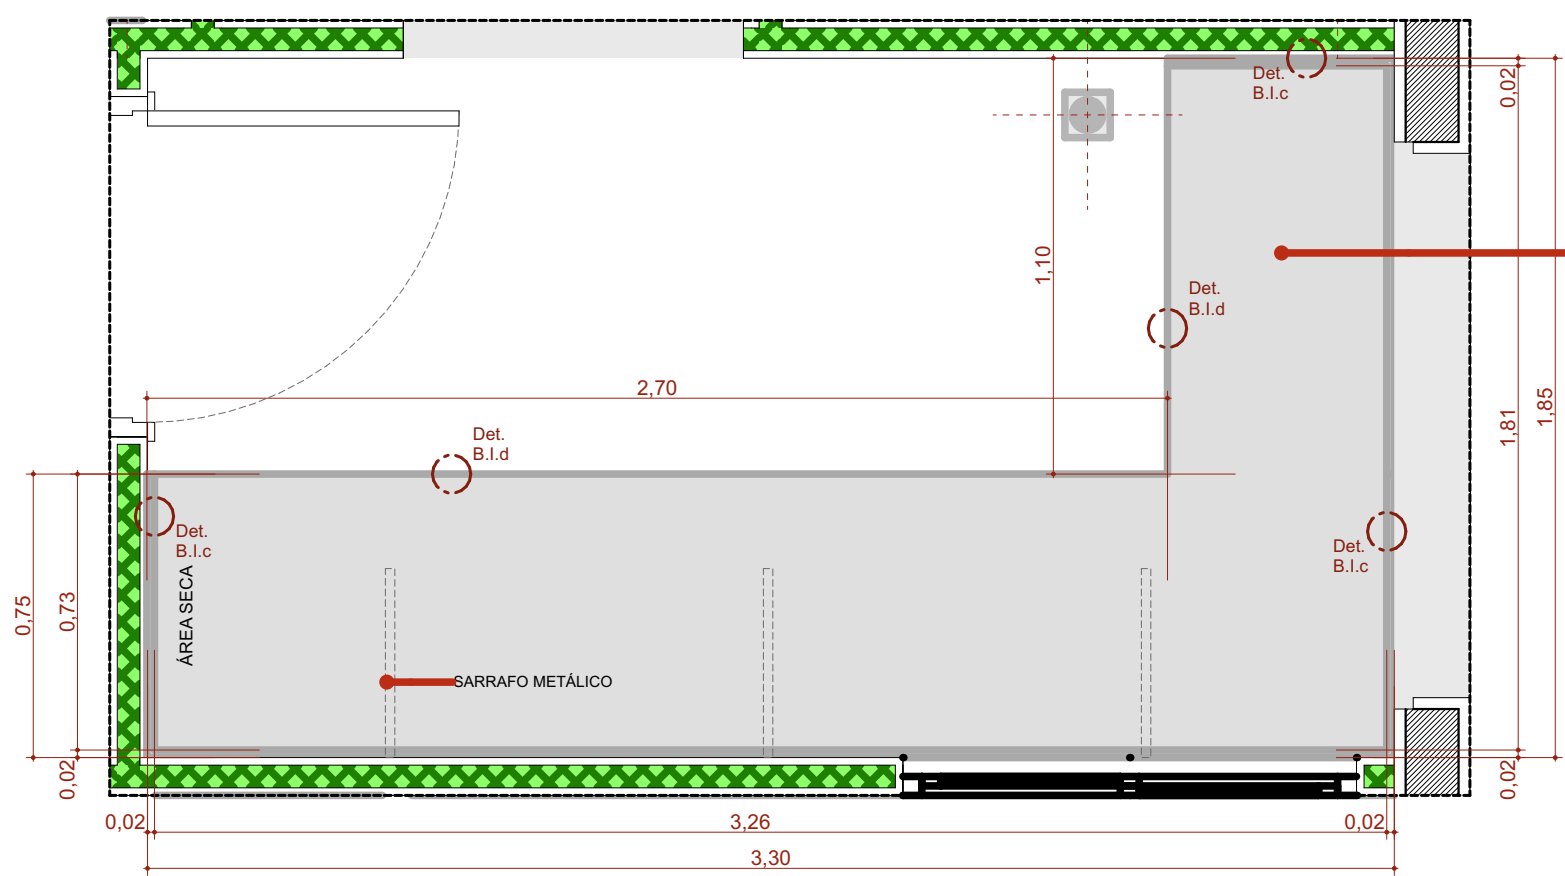 Det.
B.I.c
0,02
1,10
Det.
B.I.d
2,70
1,81
1,85
Det.
B.I.d
Det.
B.I.c
Det.
B.I.c
ÁREA SECA
0,75
0,73
SARRAFO METÁLICO
0,02
0,02
0,02
3,26
0,02
3,30